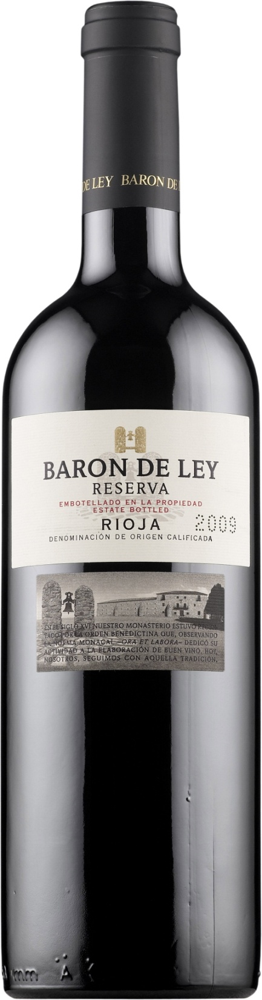 DE LEY BARON DE
BARON DE LEY
RESERVA
EMBOTELLADO EN LA PROPIEDAD
ESTATE BOTTLED
RIOJA 2009
DENOMINACIÓN DE ORIGEN CALIFICADA
EN EL SIGLO XVI NUESTRO MONASTERIO ESTUVO REGEN-
TADO POR LA ORDEN BENEDICTINA QUE, OBSERVANDO
LA NORMA MONACAL –ORA ET LABORA– DEDICÓ SU
ACTIVIDAD A LA ELABORACIÓN DE BUEN VINO. HOY,
NOSOTROS, SEGUIMOS CON AQUELLA TRADICIÓN.
mm Ä